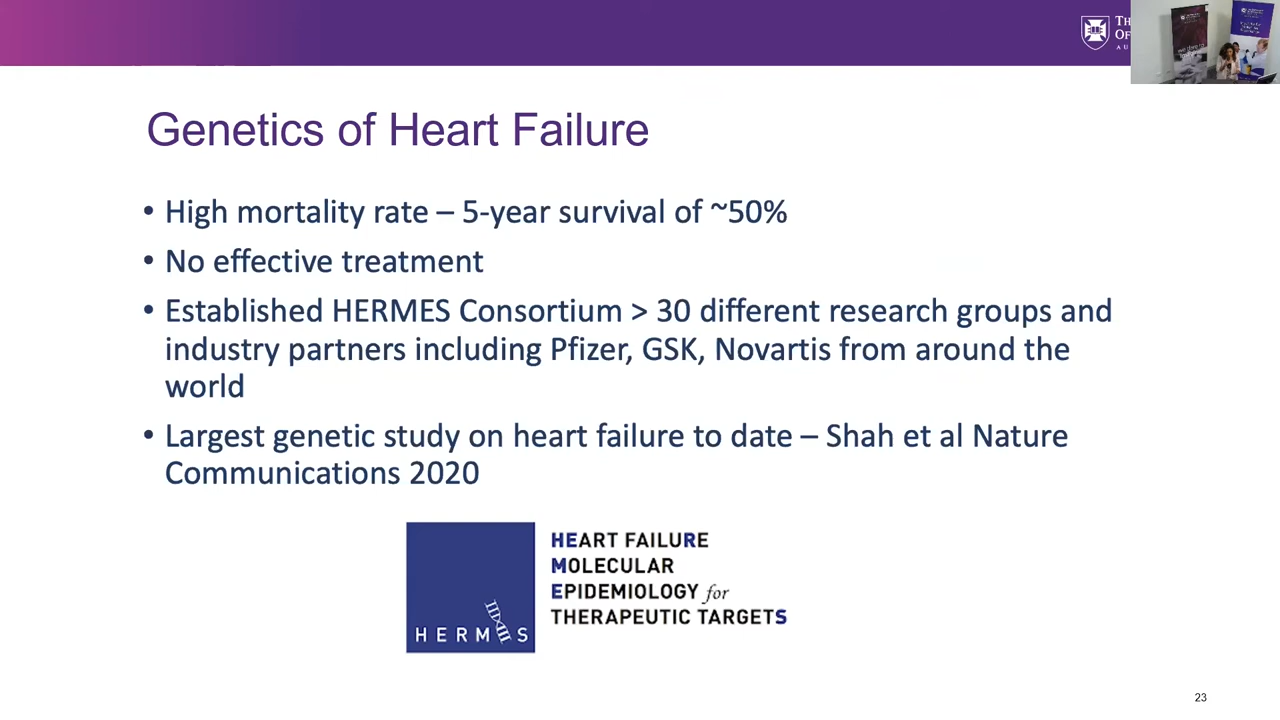 Genetics of Heart Failure
• High mortality rate – 5-year survival of ~50%
• No effective treatment
• Established HERMES Consortium > 30 different research groups and
industry partners including Pfizer, GSK, Novartis from around the
world
• Largest genetic study on heart failure to date – Shah et al Nature
Communications 2020
HERMES
HEART FAILURE
MOLECULAR
EPIDEMIOLOGY for
THERAPEUTIC TARGETS
23